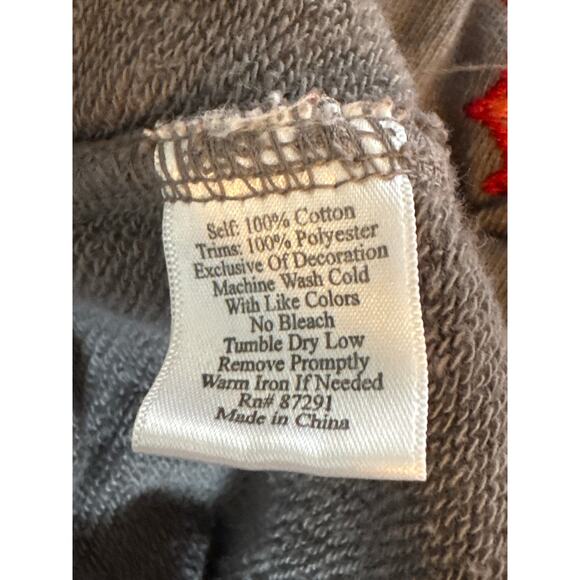 Self: 100% Cotton
Trims: 100% Polyester
Exclusive Of Decoration
Machine Wash Cold
With Like Colors
No Bleach
Tumble Dry Low
Remove Promptly
Warm Iron If Needed
Rn# 87291
Made in China